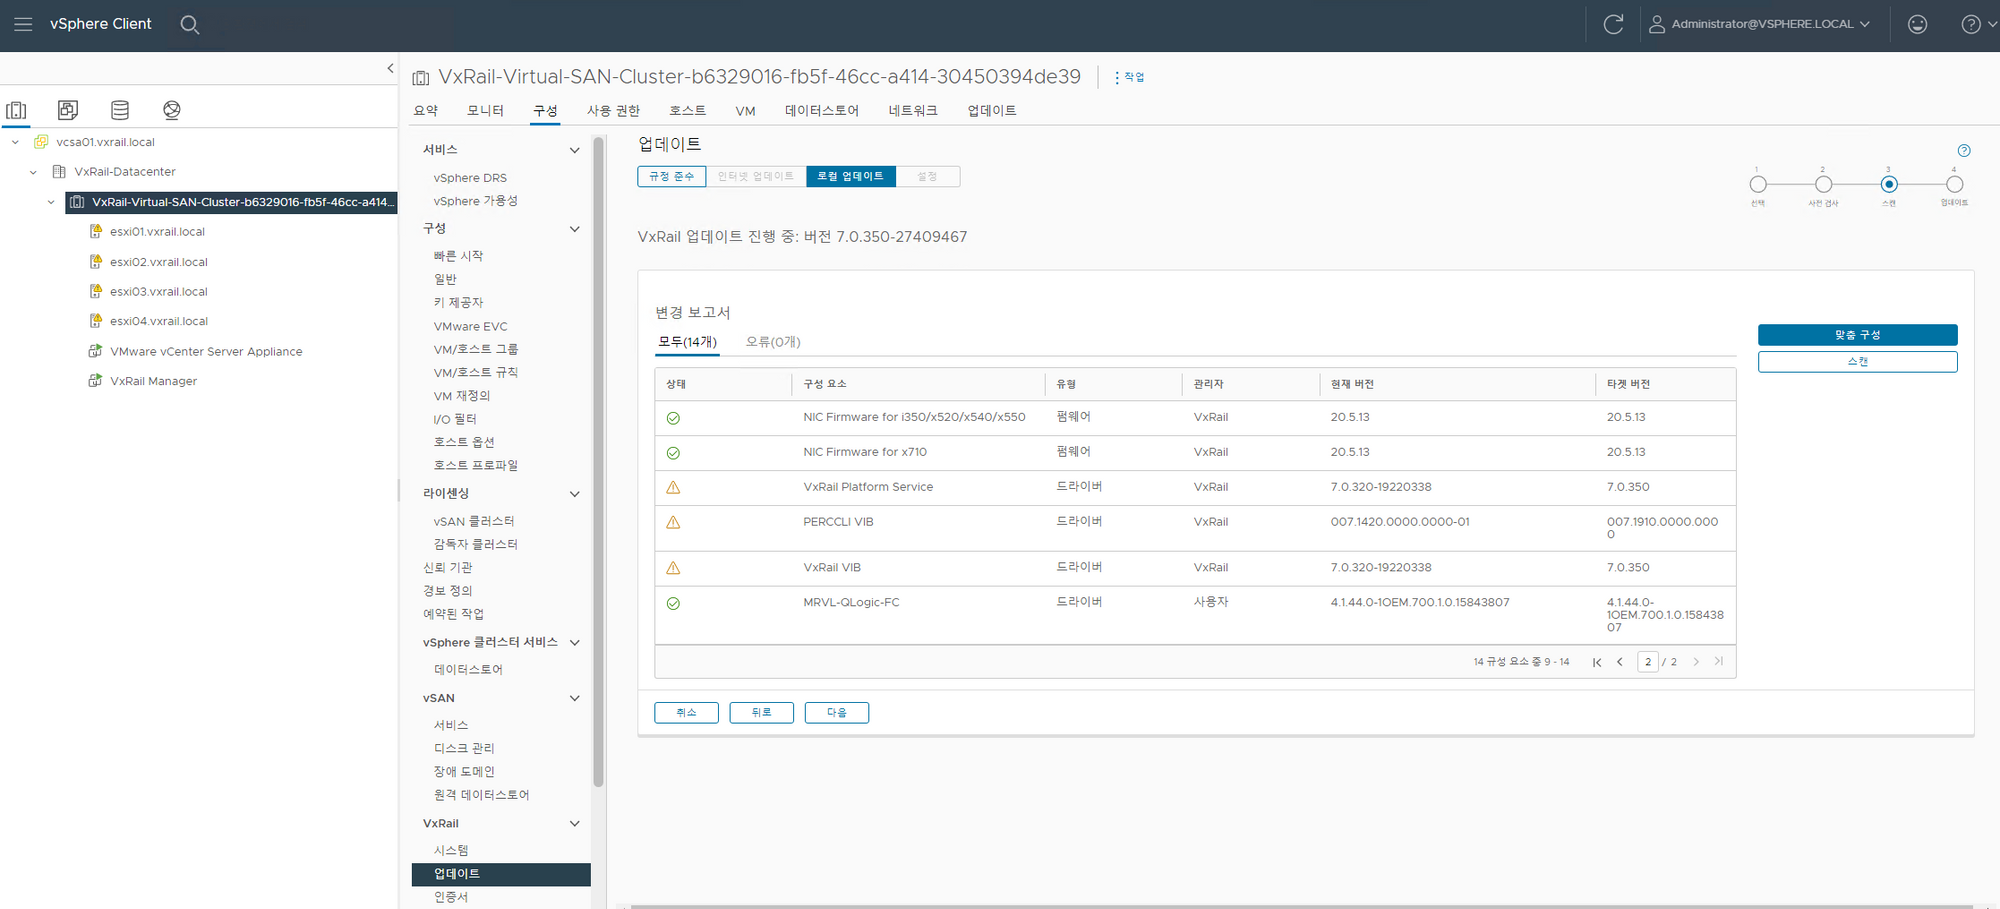 vSphere Client
Administrator@VSPHERE.LOCAL
VxRail-Virtual-SAN-Cluster-b6329016-fb5f-46cc-a414-30450394de39
작업
요약 모니터 구성 사용 권한 호스트 VM 데이터스토어 네트워크 업데이트
vcsa01.vxrail.local
VxRail-Datacenter
VxRail-Virtual-SAN-Cluster-b6329016-fb5f-46cc-a414...
esxi01.vxrail.local
esxi02.vxrail.local
esxi03.vxrail.local
esxi04.vxrail.local
VMware vCenter Server Appliance
VxRail Manager
서비스
vSphere DRS
vSphere 가용성
구성
빠른 시작
일반
키 제공자
VMware EVC
VM/호스트 그룹
VM/호스트 규칙
VM 재정의
I/O 필터
호스트 옵션
호스트 프로파일
라이센싱
vSAN 클러스터
감독자 클러스터
신뢰 기관
경보 정의
예약된 작업
vSphere 클러스터 서비스
데이터스토어
vSAN
서비스
디스크 관리
장애 도메인
원격 데이터스토어
VxRail
시스템
업데이트
인증서
업데이트
규정 준수 인터넷 업데이트 로컬 업데이트 설정
1 2 3 4
선택 사전 검사 스캔 업데이트
VxRail 업데이트 진행 중: 버전 7.0.350-27409467
변경 보고서
모두(14개) 오류(0개)
맞춤 구성
스캔
상태 구성 요소 유형 관리자 현재 버전 타겟 버전
NIC Firmware for i350/x520/x540/x550 펌웨어 VxRail 20.5.13 20.5.13
NIC Firmware for x710 펌웨어 VxRail 20.5.13 20.5.13
VxRail Platform Service 드라이버 VxRail 7.0.320-19220338 7.0.350
PERCCLI VIB 드라이버 VxRail 007.1420.0000.0000-01 007.1910.0000.000
0
VxRail VIB 드라이버 VxRail 7.0.320-19220338 7.0.350
MRVL-QLogic-FC 드라이버 사용자 4.1.44.0-1OEM.700.1.0.15843807 4.1.44.0-
1OEM.700.1.0.158438
07
14 구성 요소 중 9 - 14 2 / 2
취소 뒤로 다음